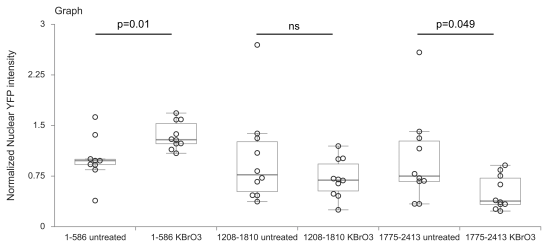 Graph
p=0.01
ns
p=0.049
Normalized Nuclear YFP intensity
3
2.25
1.5
0.75
0
1-586 untreated
1-586 KBrO3
1208-1810 untreated
1208-1810 KBrO3
1775-2413 untreated
1775-2413 KBrO3